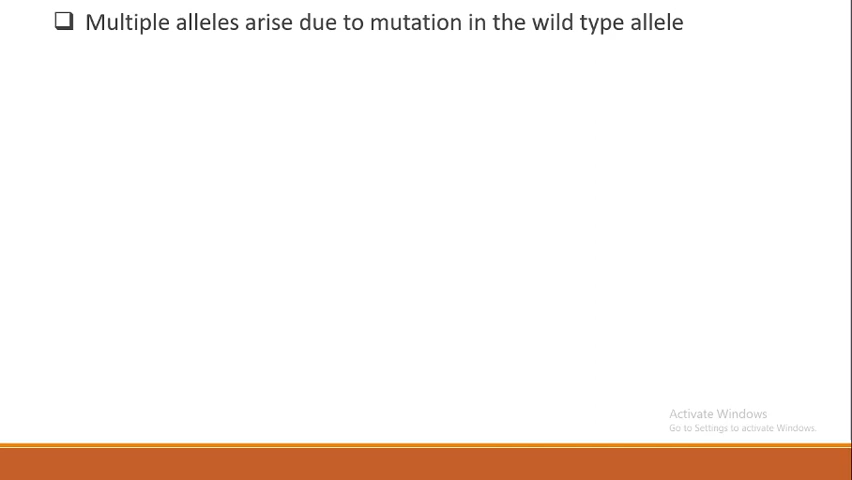 Multiple alleles arise due to mutation in the wild type allele
Activate Windows
Go to Settings to activate Windows.